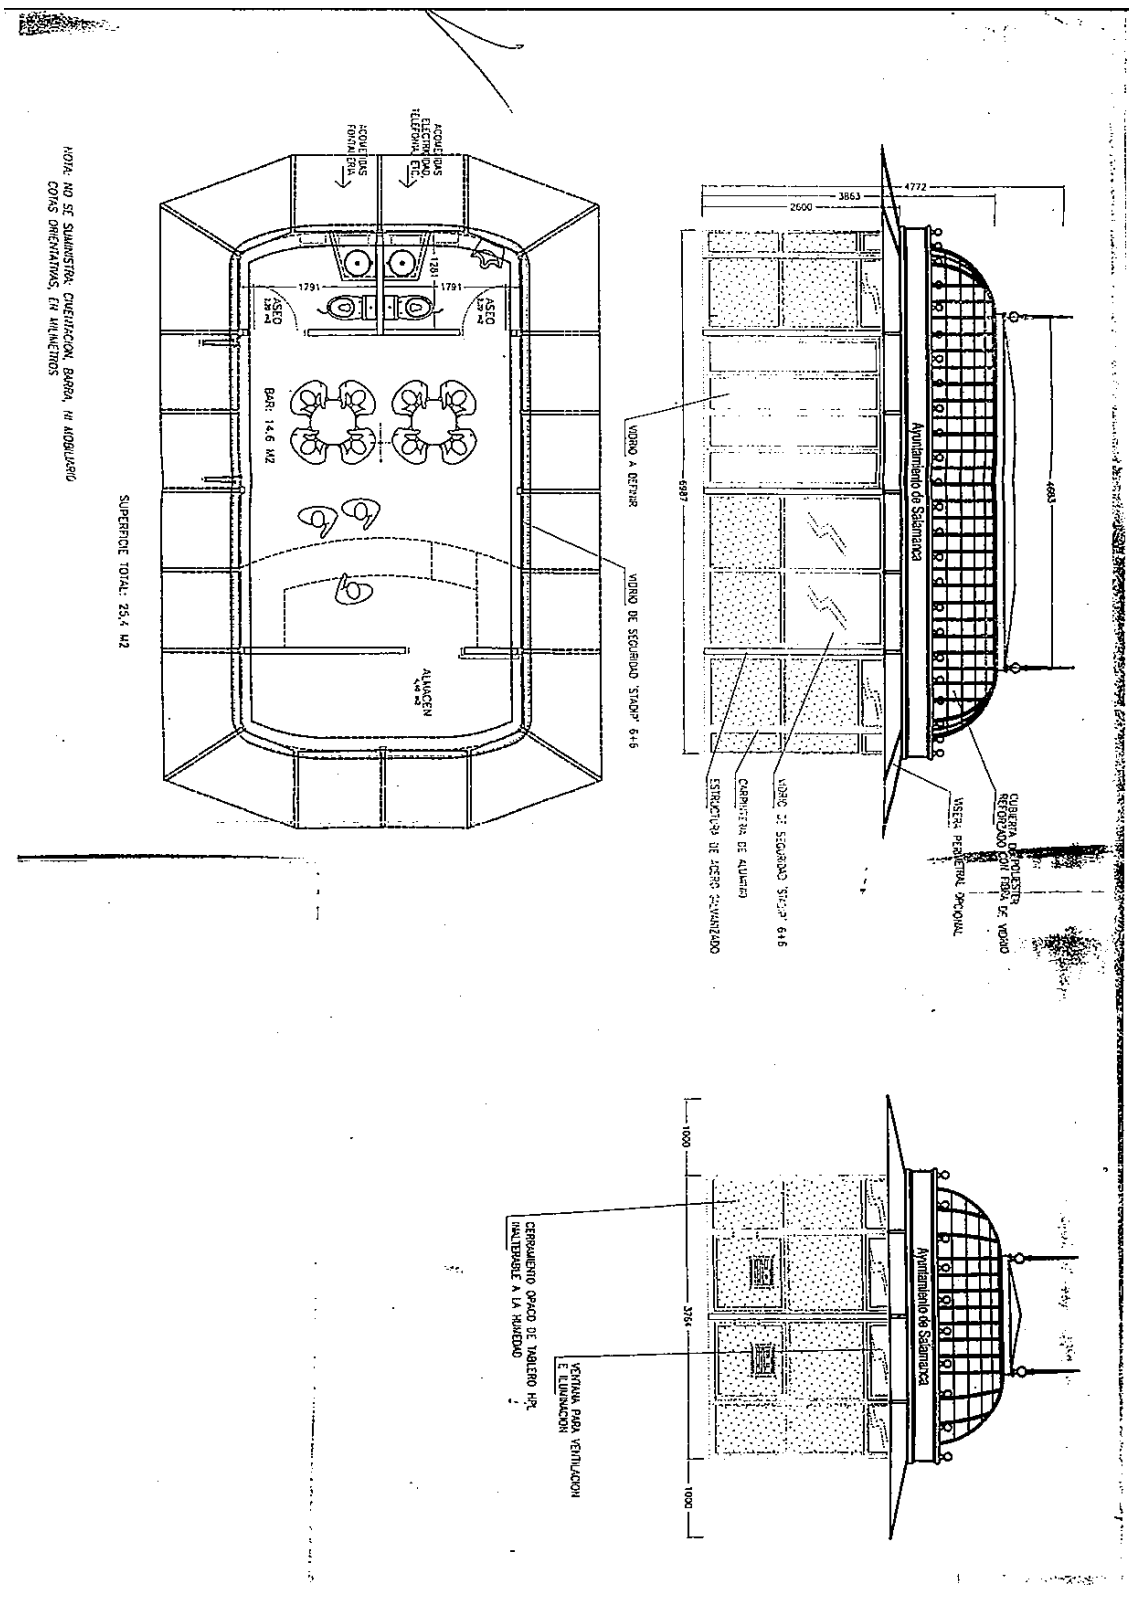 4772
3863
2600
4683
Ayuntamiento de Salamanca
6987
CUBIERTA DE POLIESTER
REFORZADO CON FIBRA DE VIDRIO
VISERA PERIMETRAL OPCIONAL
VIDRIO DE SEGURIDAD 'STADIP' 6+6
CARPINTERIA DE ALUMINIO
ESTRUCTURA DE ACERO GALVANIZADO
VIDRIO A DEFINIR
VIDRIO DE SEGURIDAD 'STADIP' 6+6
ACOMETIDAS
ELECTRICIDAD,
TELEFONIA, ETC.
ACOMETIDAS
FONTANERIA
1281
1791
1791
ASEO
ASEO
BAR: 14.6 M2
ALMACEN
SUPERFICIE TOTAL: 25,4 M2
NOTA: NO SE SUMINISTRA: CIMENTACION, BARRA, NI MOBILIARIO
COTAS ORIENTATIVAS, EN MILIMETROS
Ayuntamiento de Salamanca
1000
3764
1000
CERRAMIENTO OPACO DE TABLERO HPL
INALTERABLE A LA HUMEDAD
VENTANA PARA VENTILACION
E ILUMINACION